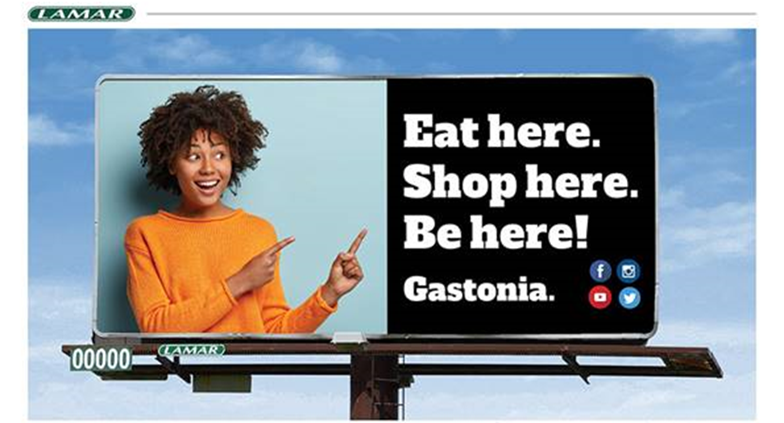 LAMAR
Eat here.
Shop here.
Be here!
Gastonia.
00000
LAMAR